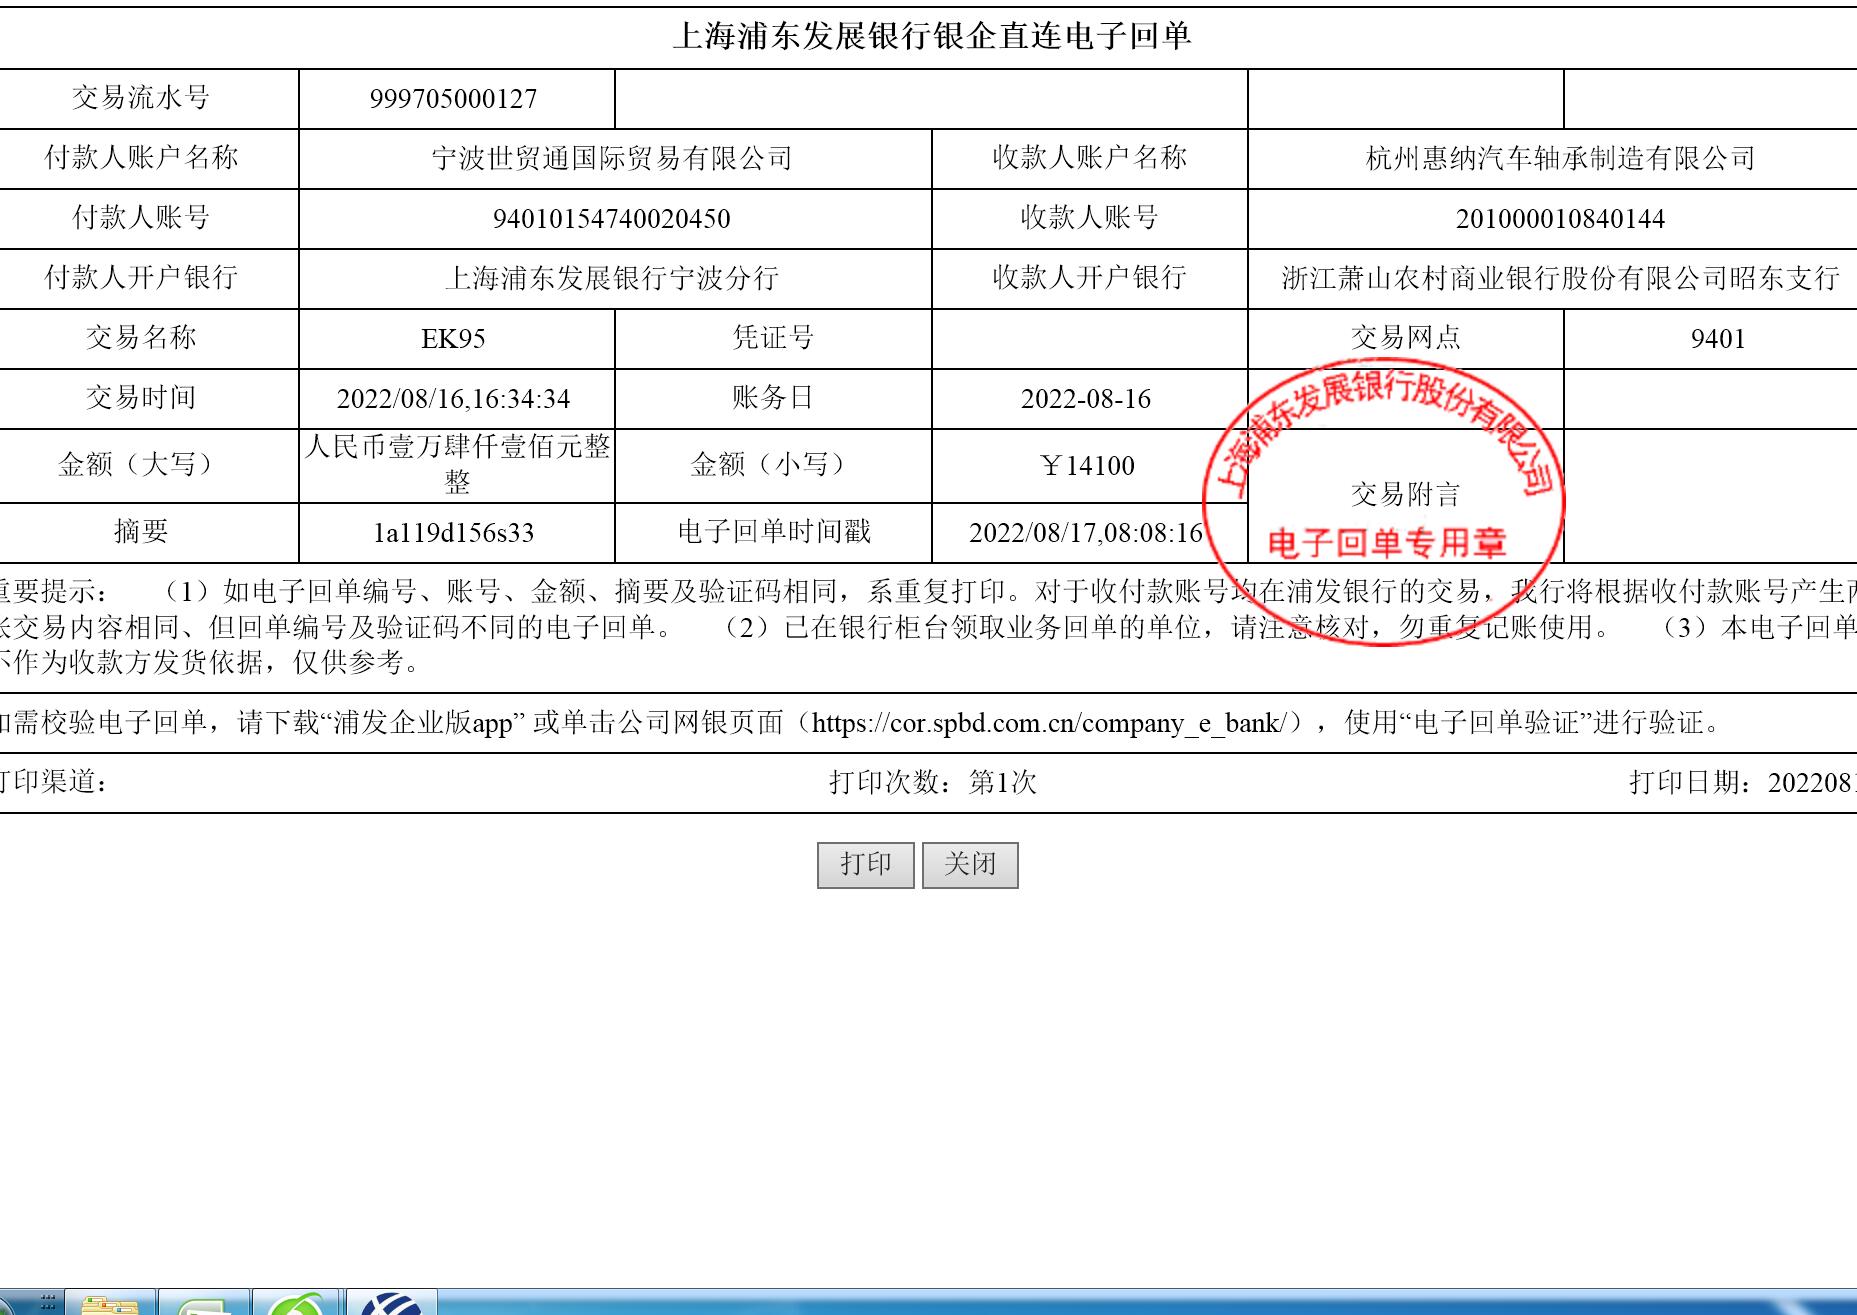 上海浦东发展银行银企直连电子回单
交易流水号 999705000127
付款人账户名称 宁波世贸通国际贸易有限公司 收款人账户名称 杭州惠纳汽车轴承制造有限公司
付款人账号 94010154740020450 收款人账号 201000010840144
付款人开户银行 上海浦东发展银行宁波分行 收款人开户银行 浙江萧山农村商业银行股份有限公司昭东支行
交易名称 EK95 凭证号 交易网点 9401
交易时间 2022/08/16,16:34:34 账务日 2022-08-16
金额（大写） 人民币壹万肆仟壹佰元整
整
金额（小写） ￥14100
交易附言
摘要 1a119d156s33 电子回单时间戳 2022/08/17,08:08:16
上海浦东发展银行股份有限公司
电子回单专用章
重要提示： （1）如电子回单编号、账号、金额、摘要及验证码相同，系重复打印。对于收付款账号均在浦发银行的交易，我行将根据收付款账号产生两
张交易内容相同、但回单编号及验证码不同的电子回单。 （2）已在银行柜台领取业务回单的单位，请注意核对，勿重复记账使用。 （3）本电子回单
不作为收款方发货依据，仅供参考。
如需校验电子回单，请下载“浦发企业版app” 或单击公司网银页面（https://cor.spbd.com.cn/company_e_bank/），使用“电子回单验证”进行验证。
打印渠道： 打印次数：第1次 打印日期：202208
打印 关闭